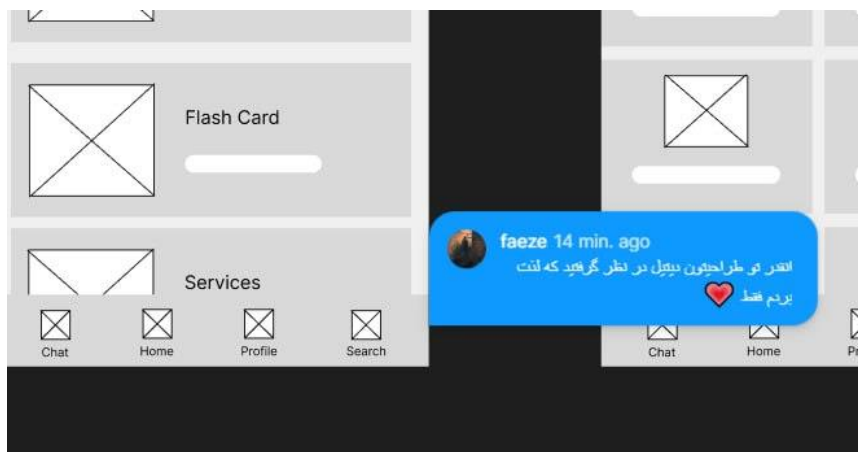 Flash Card
Services
Chat
Home
Profile
Search
faeze 14 min. ago
انقدر تو طراحیتون دیتیل در نظر گرفتید که لذت
بردم فقط ❤️
Chat
Home
Pr